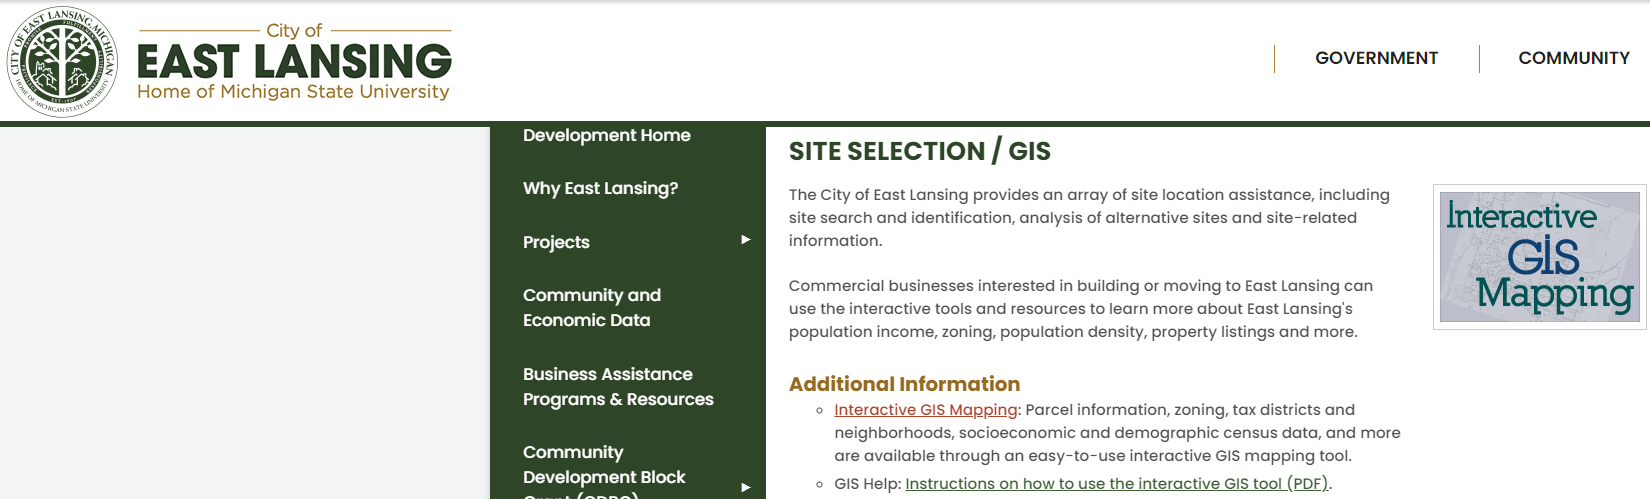 CITY OF EAST LANSING, MICHIGAN
HOME OF MICHIGAN STATE UNIVERSITY
City of
EAST LANSING
Home of Michigan State University
GOVERNMENT
COMMUNITY
Development Home
Why East Lansing?
Projects
Community and
Economic Data
Business Assistance
Programs & Resources
Community
Development Block
SITE SELECTION / GIS
The City of East Lansing provides an array of site location assistance, including
site search and identification, analysis of alternative sites and site-related
information.
Commercial businesses interested in building or moving to East Lansing can
use the interactive tools and resources to learn more about East Lansing's
population income, zoning, population density, property listings and more.
Additional Information
Interactive GIS Mapping: Parcel information, zoning, tax districts and
neighborhoods, socioeconomic and demographic census data, and more
are available through an easy-to-use interactive GIS mapping tool.
GIS Help: Instructions on how to use the interactive GIS tool (PDF).
Interactive
GIS
Mapping